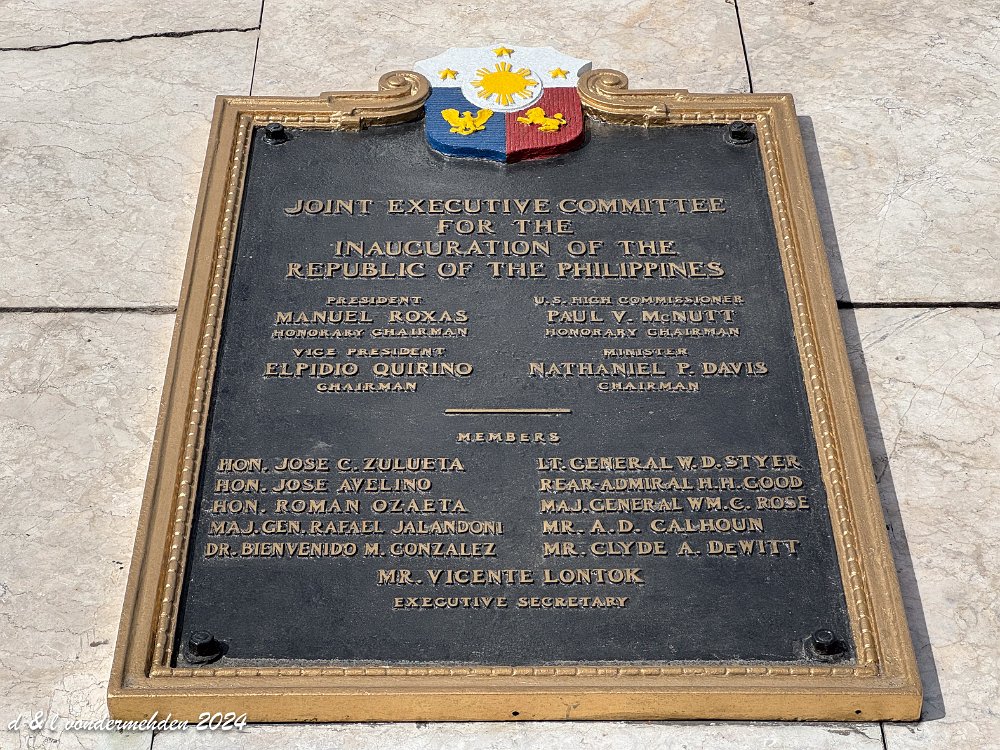 JOINT EXECUTIVE COMMITTEE
FOR THE
INAUGURATION OF THE
REPUBLIC OF THE PHILIPPINES
PRESIDENT
MANUEL ROXAS
HONORARY CHAIRMAN
U.S. HIGH COMMISSIONER
PAUL V. McNUTT
HONORARY CHAIRMAN
VICE PRESIDENT
ELPIDIO QUIRINO
CHAIRMAN
MINISTER
NATHANIEL P. DAVIS
CHAIRMAN
MEMBERS
HON. JOSE C. ZULUETA
HON. JOSE AVELINO
HON. ROMAN OZAETA
MAJ. GEN. RAFAEL JALANDONI
DR. BIENVENIDO M. GONZALEZ
LT. GENERAL W. D. STYER
REAR-ADMIRAL H. H. GOOD
MAJ. GENERAL WM. C. ROSE
MR. A. D. CALHOUN
MR. CLYDE A. DeWITT
MR. VICENTE LONTOK
EXECUTIVE SECRETARY
d & l vondermehden 2024